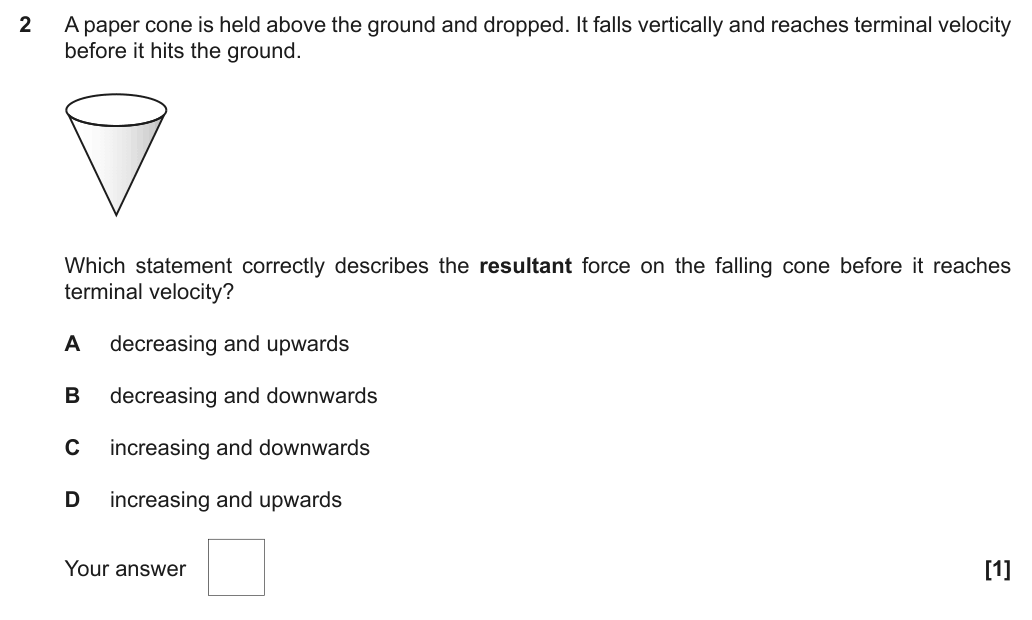 2 A paper cone is held above the ground and dropped. It falls vertically and reaches terminal velocity
before it hits the ground.
Which statement correctly describes the resultant force on the falling cone before it reaches
terminal velocity?
A decreasing and upwards
B decreasing and downwards
C increasing and downwards
D increasing and upwards
Your answer [1]